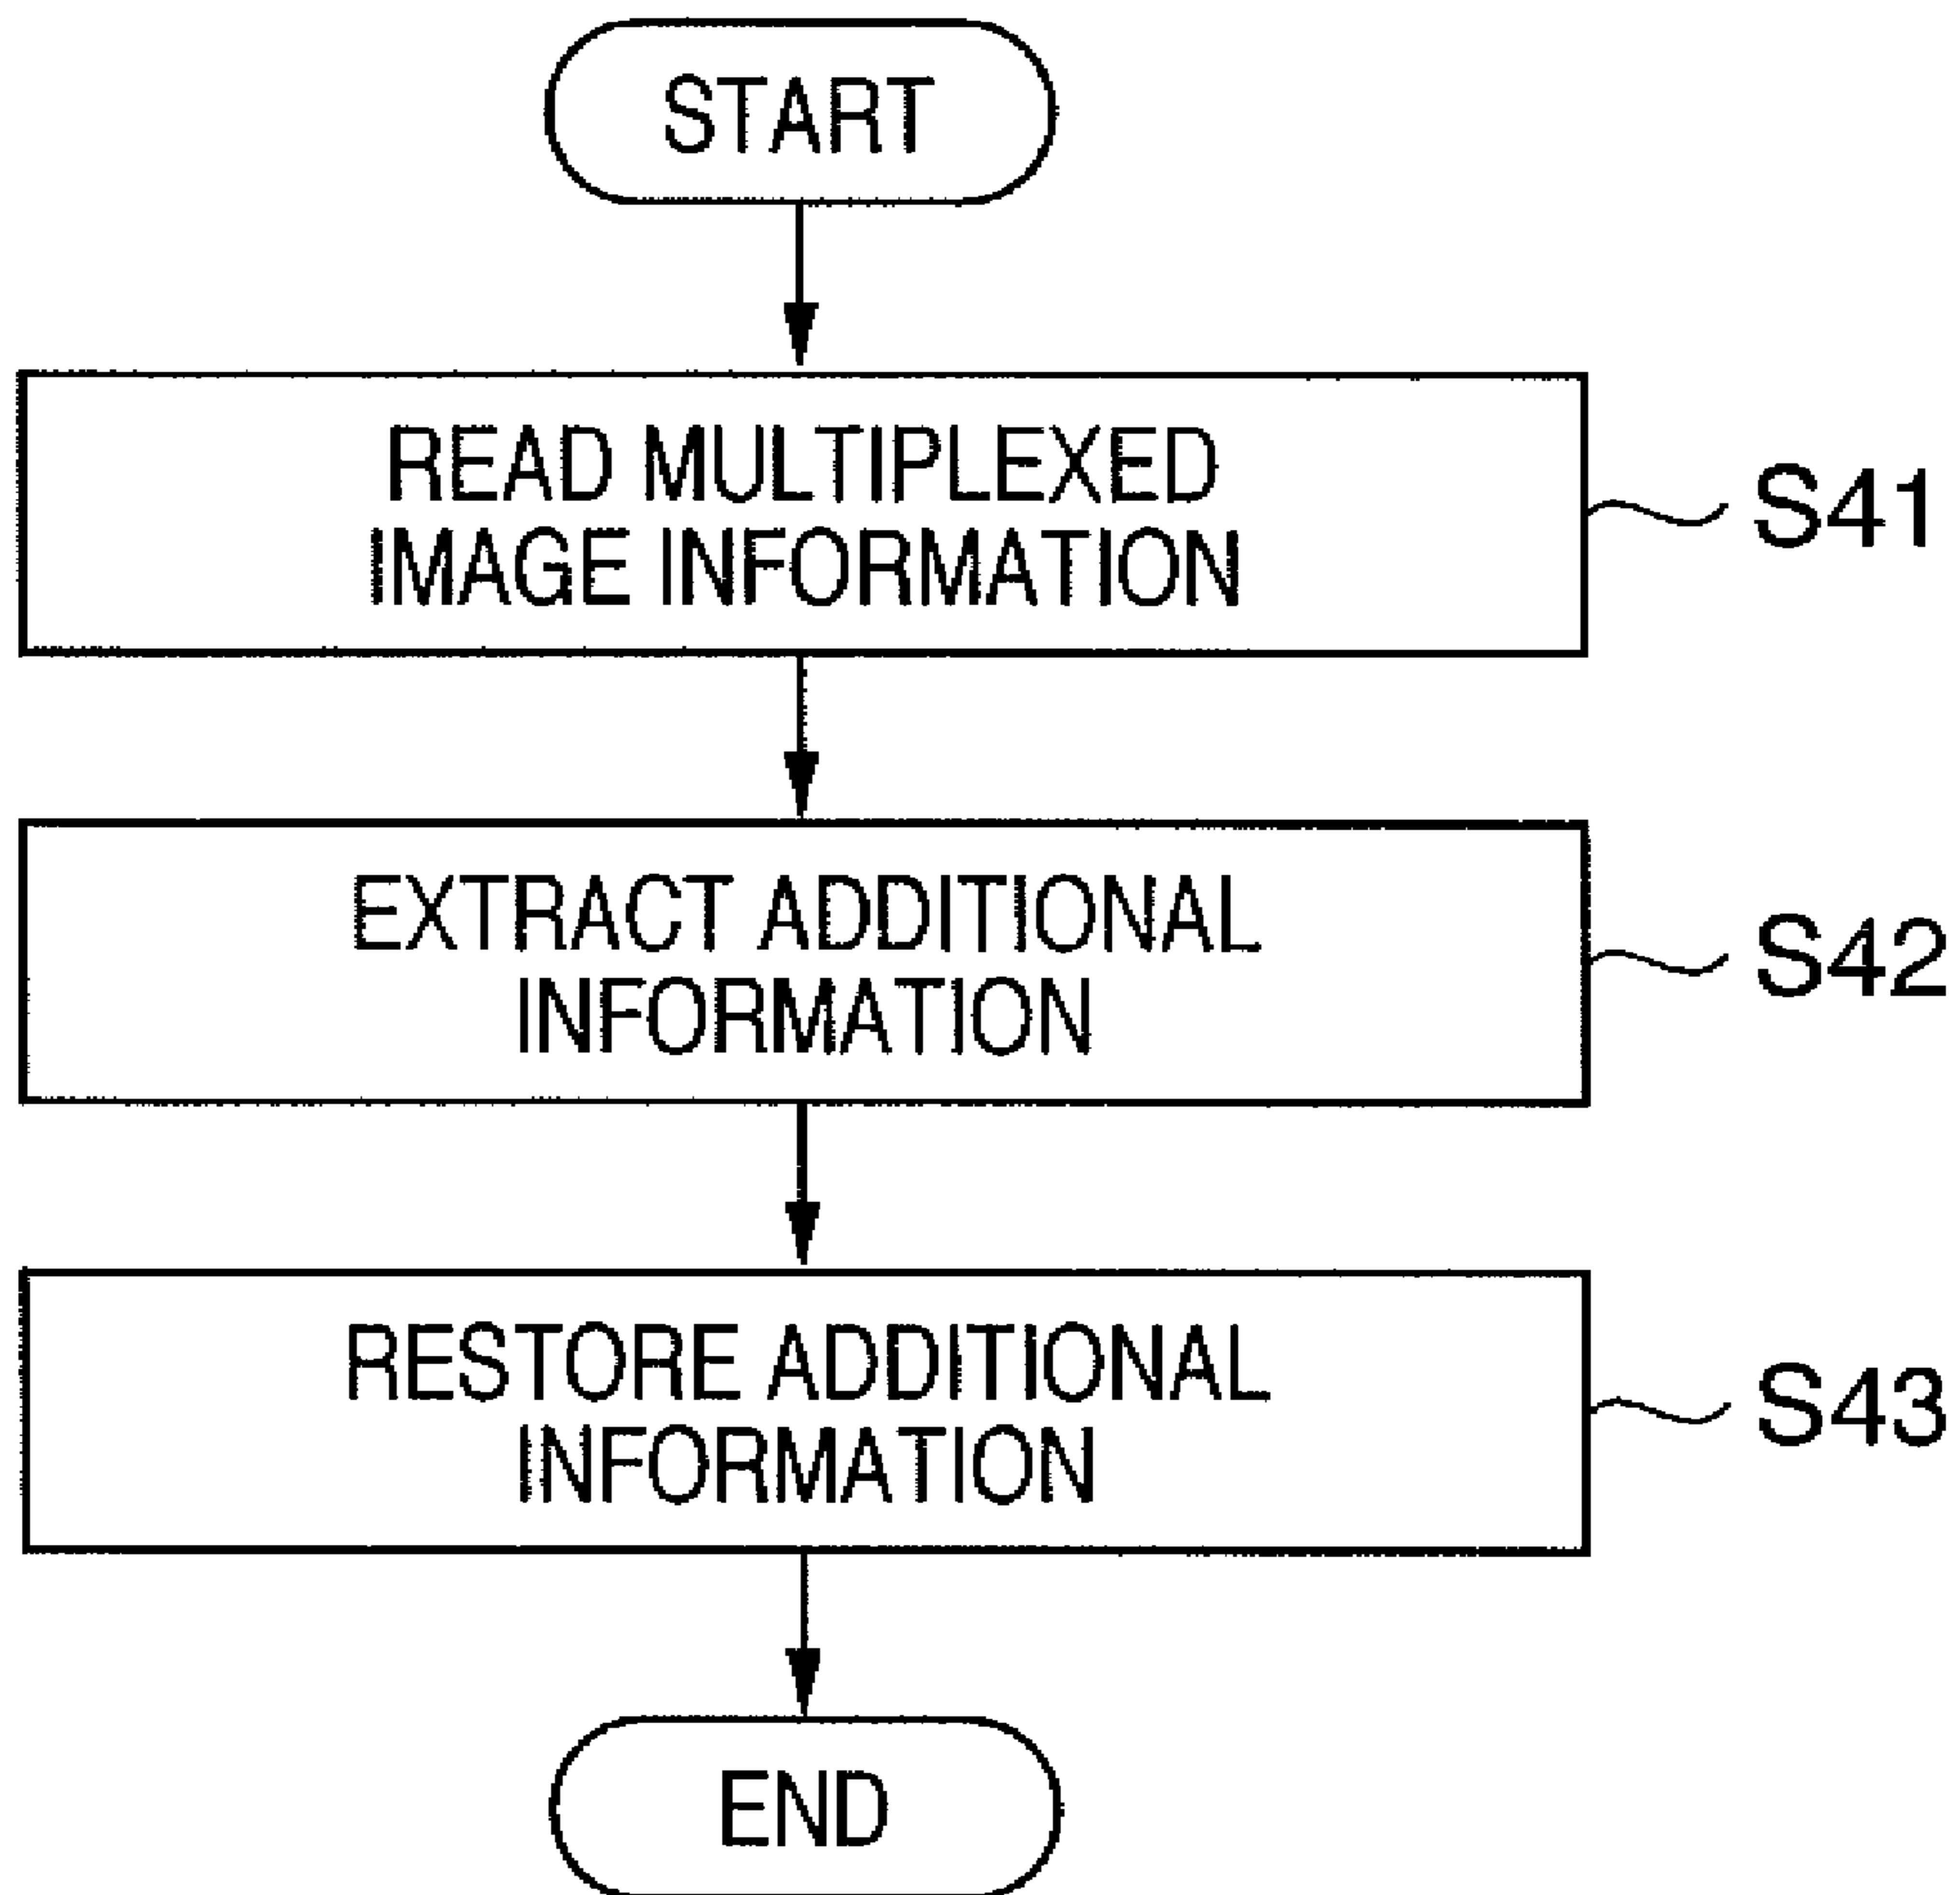 START
READ MULTIPLEXED
IMAGE INFORMATION
S41
EXTRACT ADDITIONAL
INFORMATION
S42
RESTORE ADDITIONAL
INFORMATION
S43
END